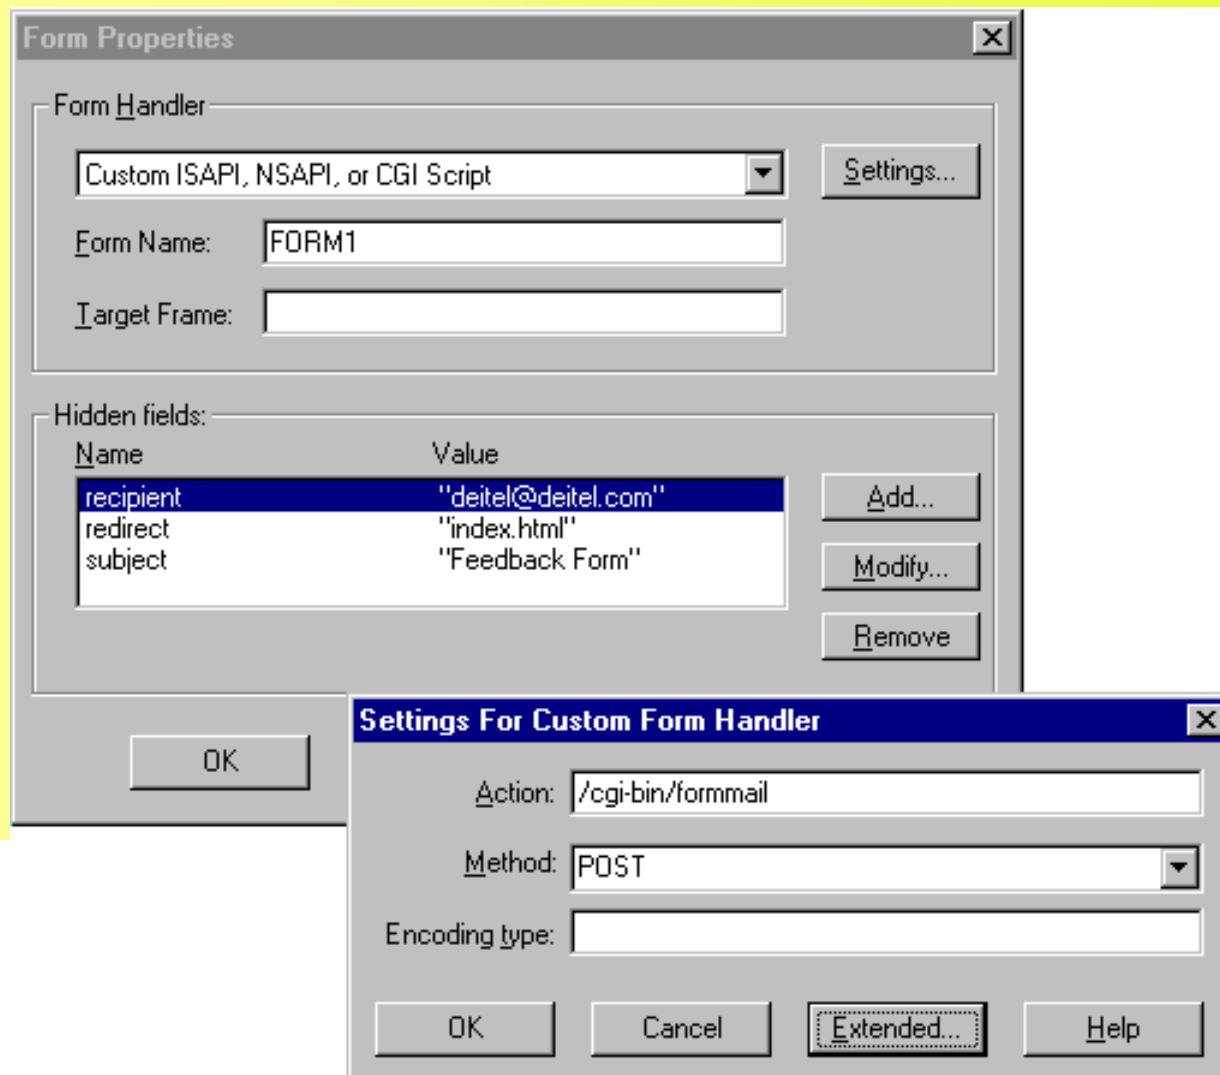 Form Properties
Form Handler
Custom ISAPI, NSAPI, or CGI Script
Settings...
Form Name:
FORM1
Target Frame:
Hidden fields:
Name Value
recipient "deitel@deitel.com"
redirect "index.html"
subject "Feedback Form"
Add...
Modify...
Remove
OK
Settings For Custom Form Handler
Action: /cgi-bin/formmail
Method: POST
Encoding type:
OK Cancel Extended... Help